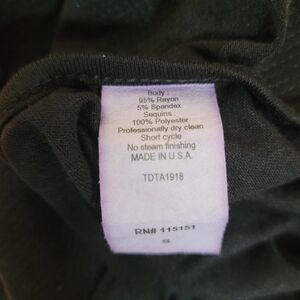 Body :
95% Rayon
5% Spandex
Sequins :
100% Polyester
Professionally dry clean
Short cycle
No steam finishing
MADE IN U.S.A.
TDTA1918
RN# 115151
S